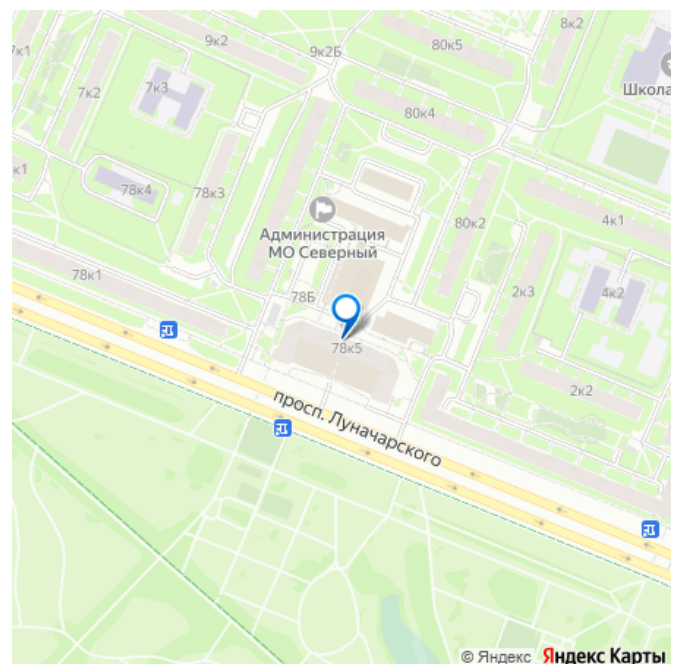 8к2
9к2
9к2Б
80к5
7к1
7к2
7к3
Школа
80к4
к1
78к4
78к3
Администрация
МО Северный
80к2
4к1
78к1
78Б
2к3
4к2
78к5
2к2
просп. Луначарского
© Яндекс Яндекс Карты